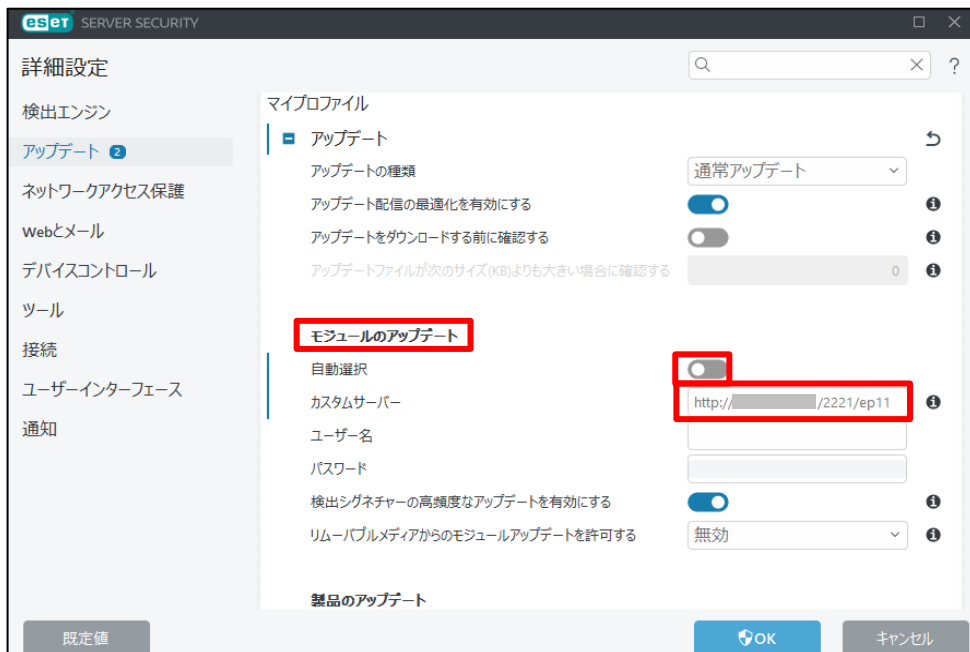 eset SERVER SECURITY
詳細設定
検出エンジン
アップデート 2
ネットワークアクセス保護
Webとメール
デバイスコントロール
ツール
接続
ユーザーインターフェース
通知
マイプロファイル
アップデート
アップデートの種類 通常アップデート
アップデート配信の最適化を有効にする
アップデートをダウンロードする前に確認する
アップデートファイルが次のサイズ(KB)よりも大きい場合に確認する 0
モジュールのアップデート
自動選択
カスタムサーバー http:// /2221/ep11
ユーザー名
パスワード
検出シグネチャーの高頻度なアップデートを有効にする
リムーバブルメディアからのモジュールアップデートを許可する 無効
製品のアップデート
既定値 OK キャンセル